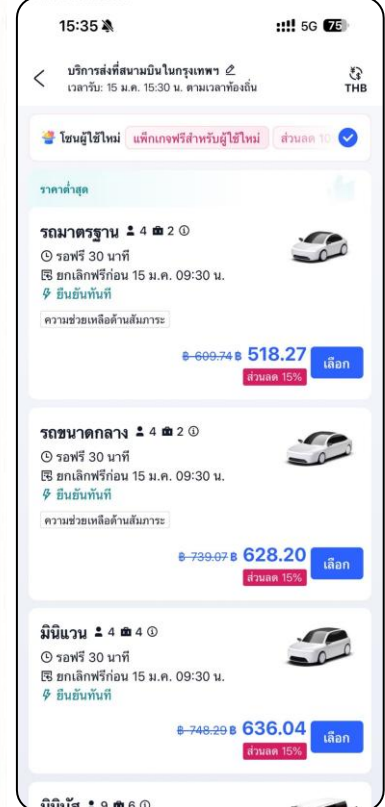 15:35
5G 75
บริการส่งที่สนามบินในกรุงเทพฯ
เวลารับ: 15 ม.ค. 15:30 น. ตามเวลาท้องถิ่น
THB
โซนผู้ใช้ใหม่ แพ็กเกจฟรีสำหรับผู้ใช้ใหม่ ส่วนลด 10
ราคาต่ำสุด
รถมาตรฐาน 4 2
รอฟรี 30 นาที
ยกเลิกฟรีก่อน 15 ม.ค. 09:30 น.
ยืนยันทันที
ความช่วยเหลือด้านสัมภาระ
฿ 609.74 ฿ 518.27 เลือก
ส่วนลด 15%
รถขนาดกลาง 4 2
รอฟรี 30 นาที
ยกเลิกฟรีก่อน 15 ม.ค. 09:30 น.
ยืนยันทันที
ความช่วยเหลือด้านสัมภาระ
฿ 739.07 ฿ 628.20 เลือก
ส่วนลด 15%
มินิแวน 4 4
รอฟรี 30 นาที
ยกเลิกฟรีก่อน 15 ม.ค. 09:30 น.
ยืนยันทันที
฿ 748.29 ฿ 636.04 เลือก
ส่วนลด 15%
มินิบัส 9 6